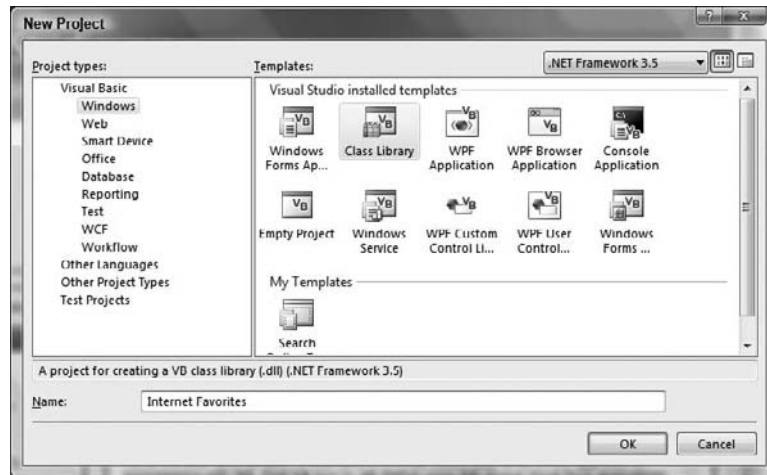 New Project
Project types:
Templates:
.NET Framework 3.5
Visual Basic
Windows
Web
Smart Device
Office
Database
Reporting
Test
WCF
Workflow
Other Languages
Other Project Types
Test Projects
Visual Studio installed templates
Windows Forms Ap...
Class Library
WPF Application
WPF Browser Application
Console Application
Empty Project
Windows Service
WPF Custom Control Li...
WPF User Control...
Windows Forms ...
My Templates
Search
A project for creating a VB class library (.dll) (.NET Framework 3.5)
Name:
Internet Favorites
OK
Cancel